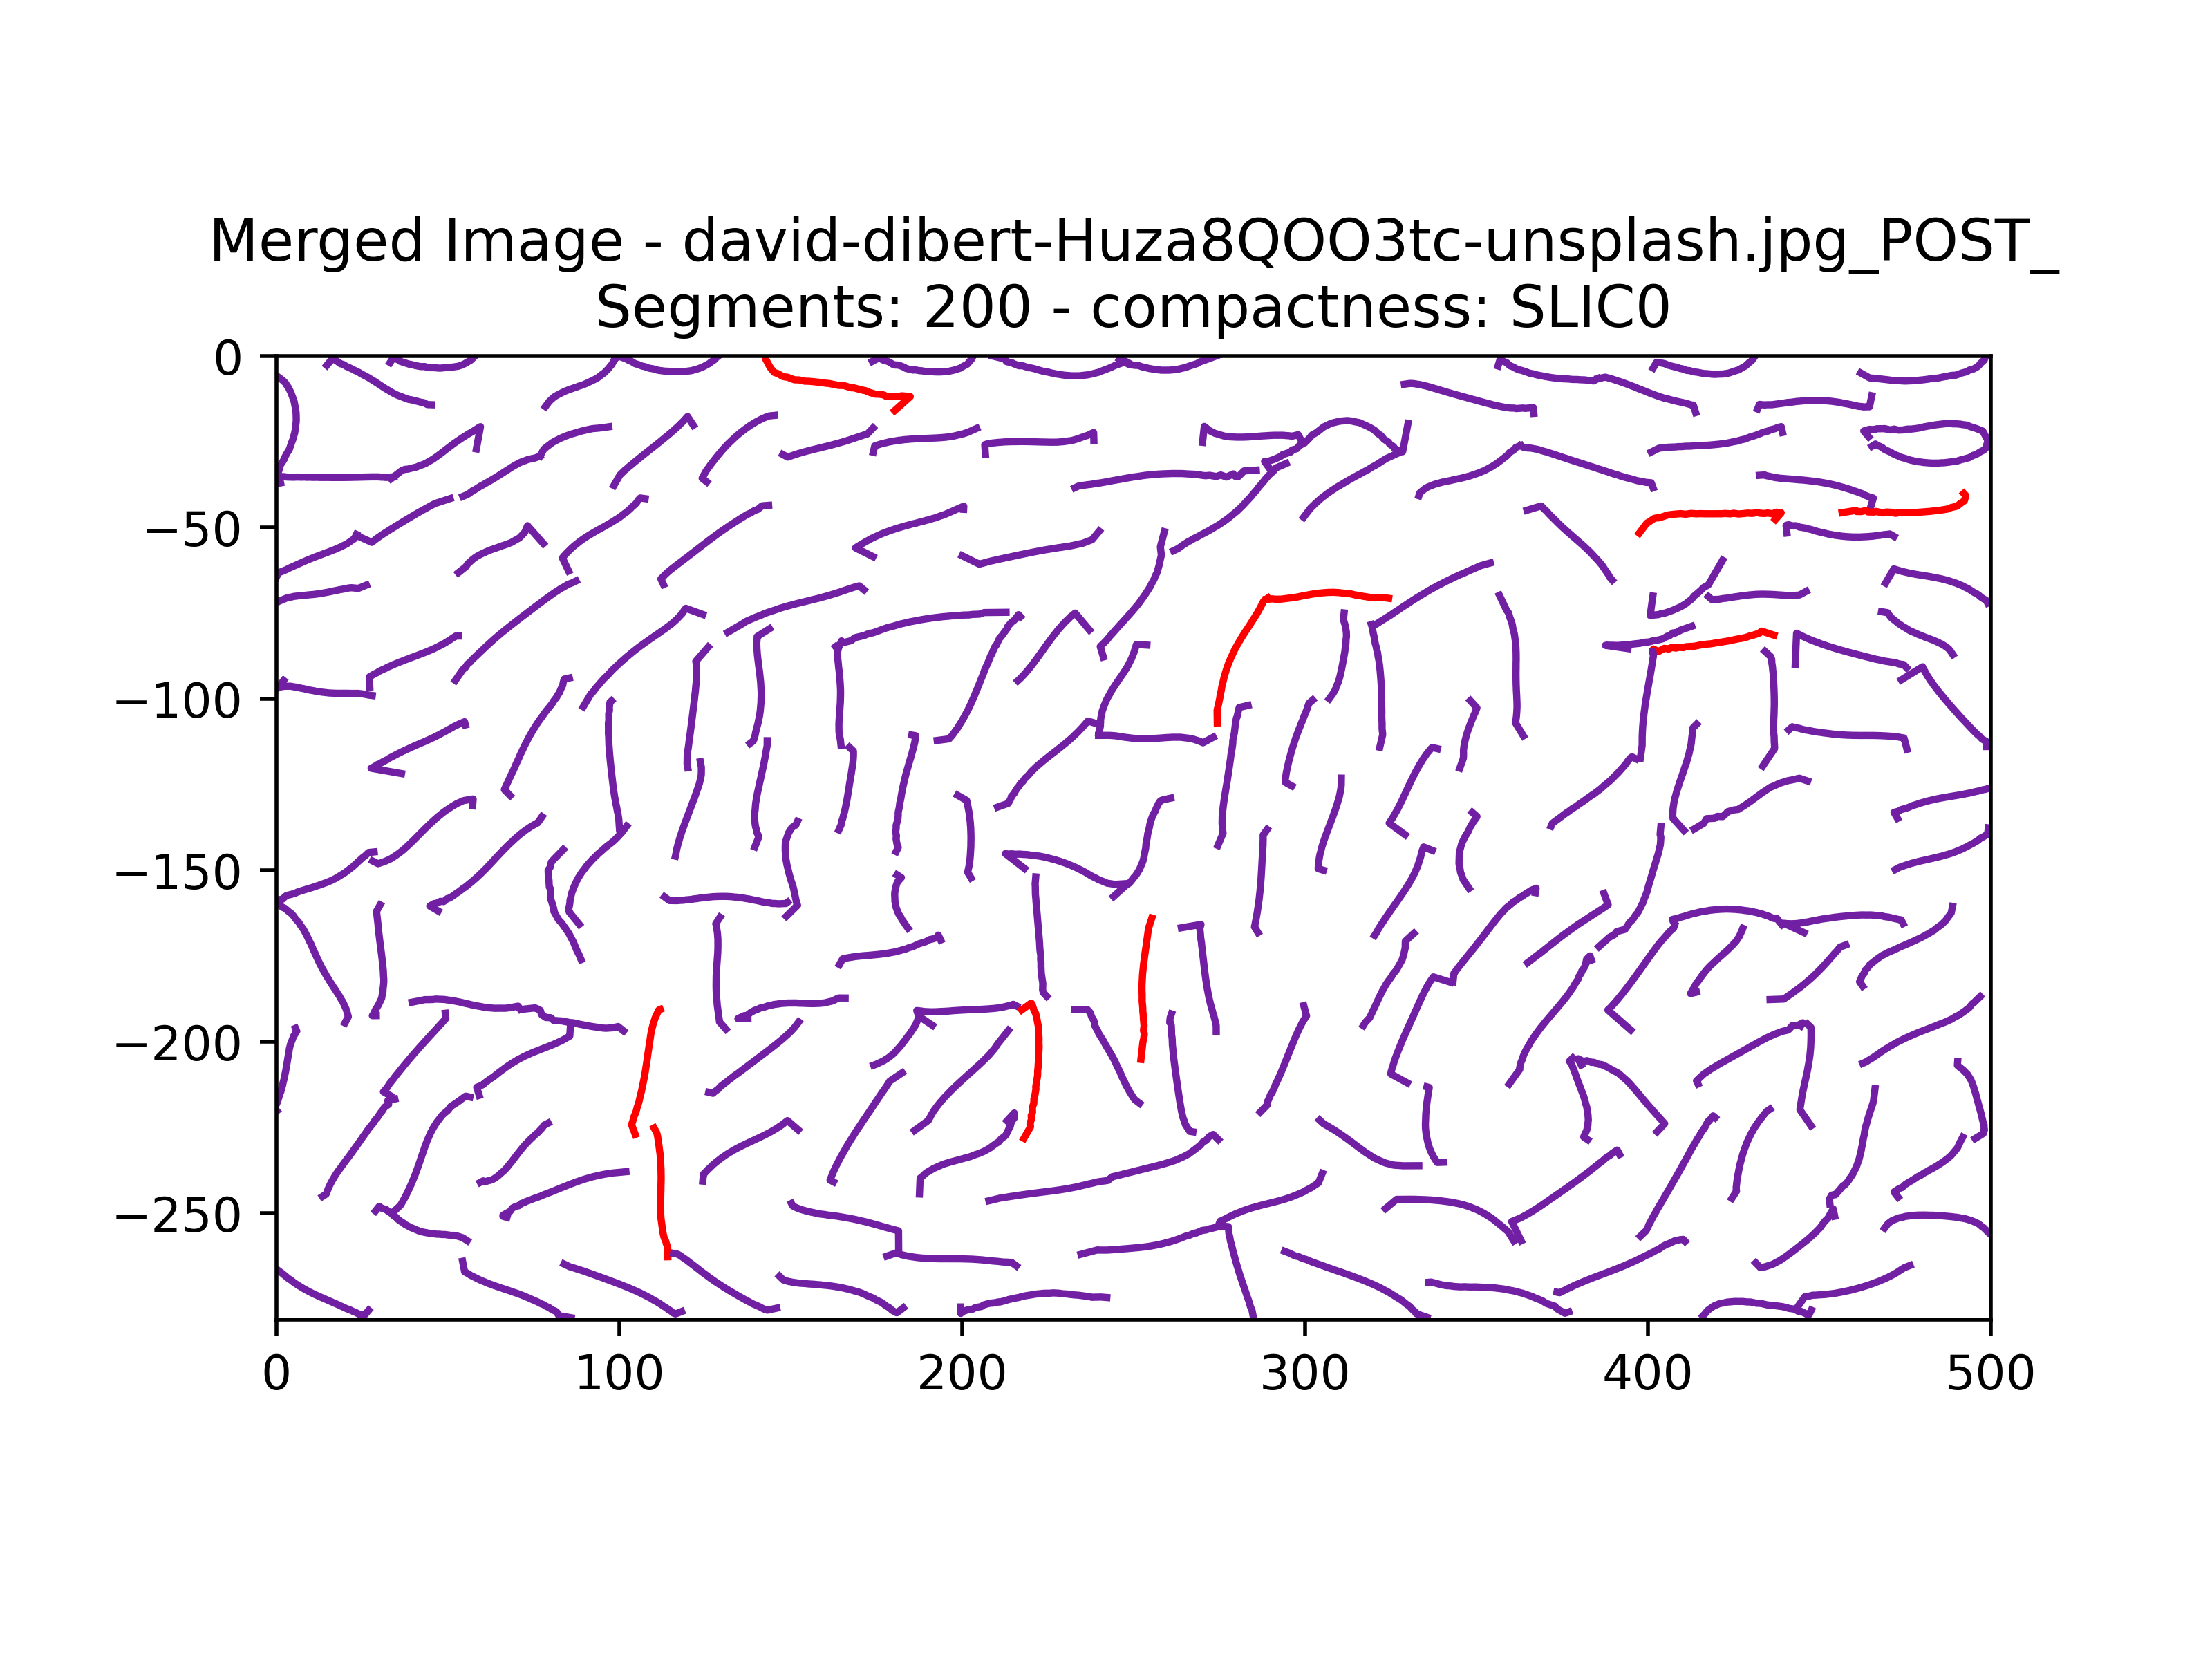 Merged Image - david-dibert-Huza8QOO3tc-unsplash.jpg_POST_
Segments: 200 - compactness: SLIC0
0
−50
−100
−150
−200
−250
0 100 200 300 400 500